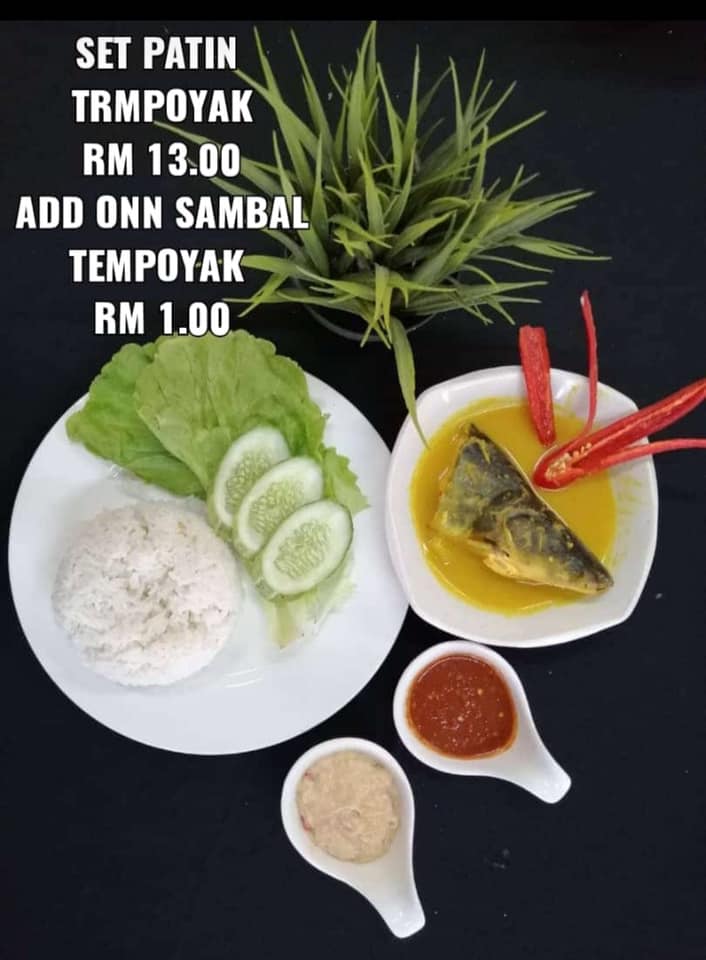 SET PATIN
TRMPOYAK
RM 13.00
ADD ONN SAMBAL
TEMPOYAK
RM 1.00